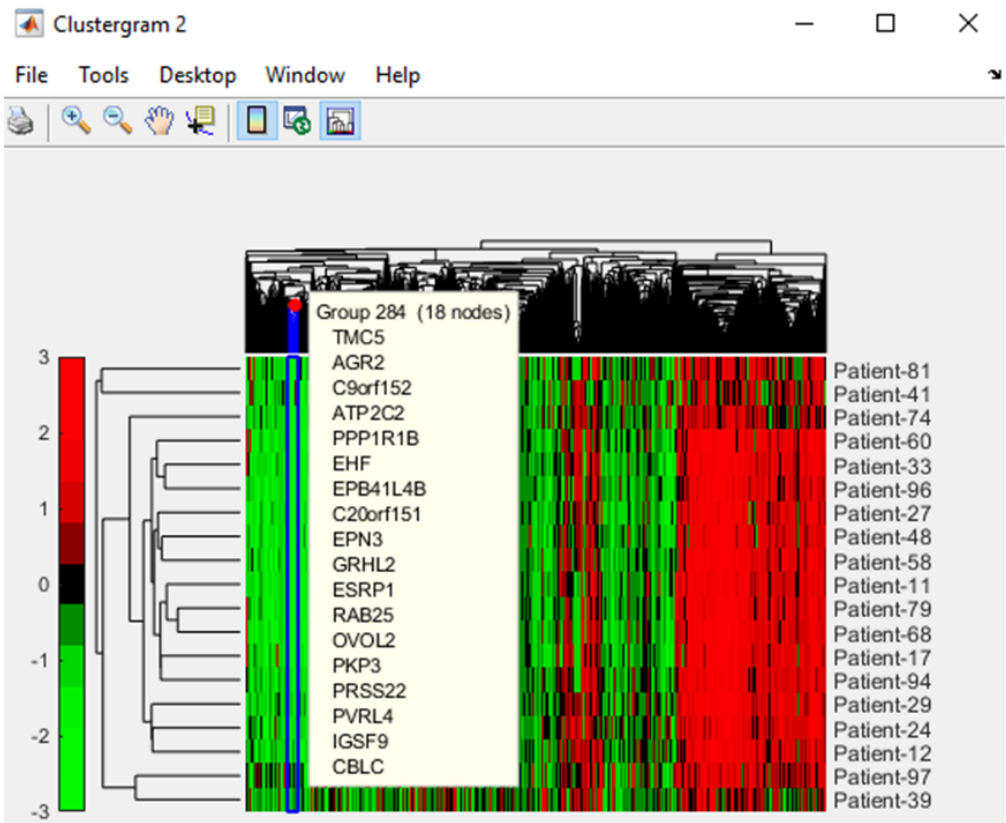 Clustergram 2
File Tools Desktop Window Help
Group 284 (18 nodes)
TMC5
AGR2
C9orf152
ATP2C2
PPP1R1B
EHF
EPB41L4B
C20orf151
EPN3
GRHL2
ESRP1
RAB25
OVOL2
PKP3
PRSS22
PVRL4
IGSF9
CBLC
3
2
1
0
-1
-2
-3
Patient-81
Patient-41
Patient-74
Patient-60
Patient-33
Patient-96
Patient-27
Patient-48
Patient-58
Patient-11
Patient-79
Patient-68
Patient-17
Patient-94
Patient-29
Patient-24
Patient-12
Patient-97
Patient-39